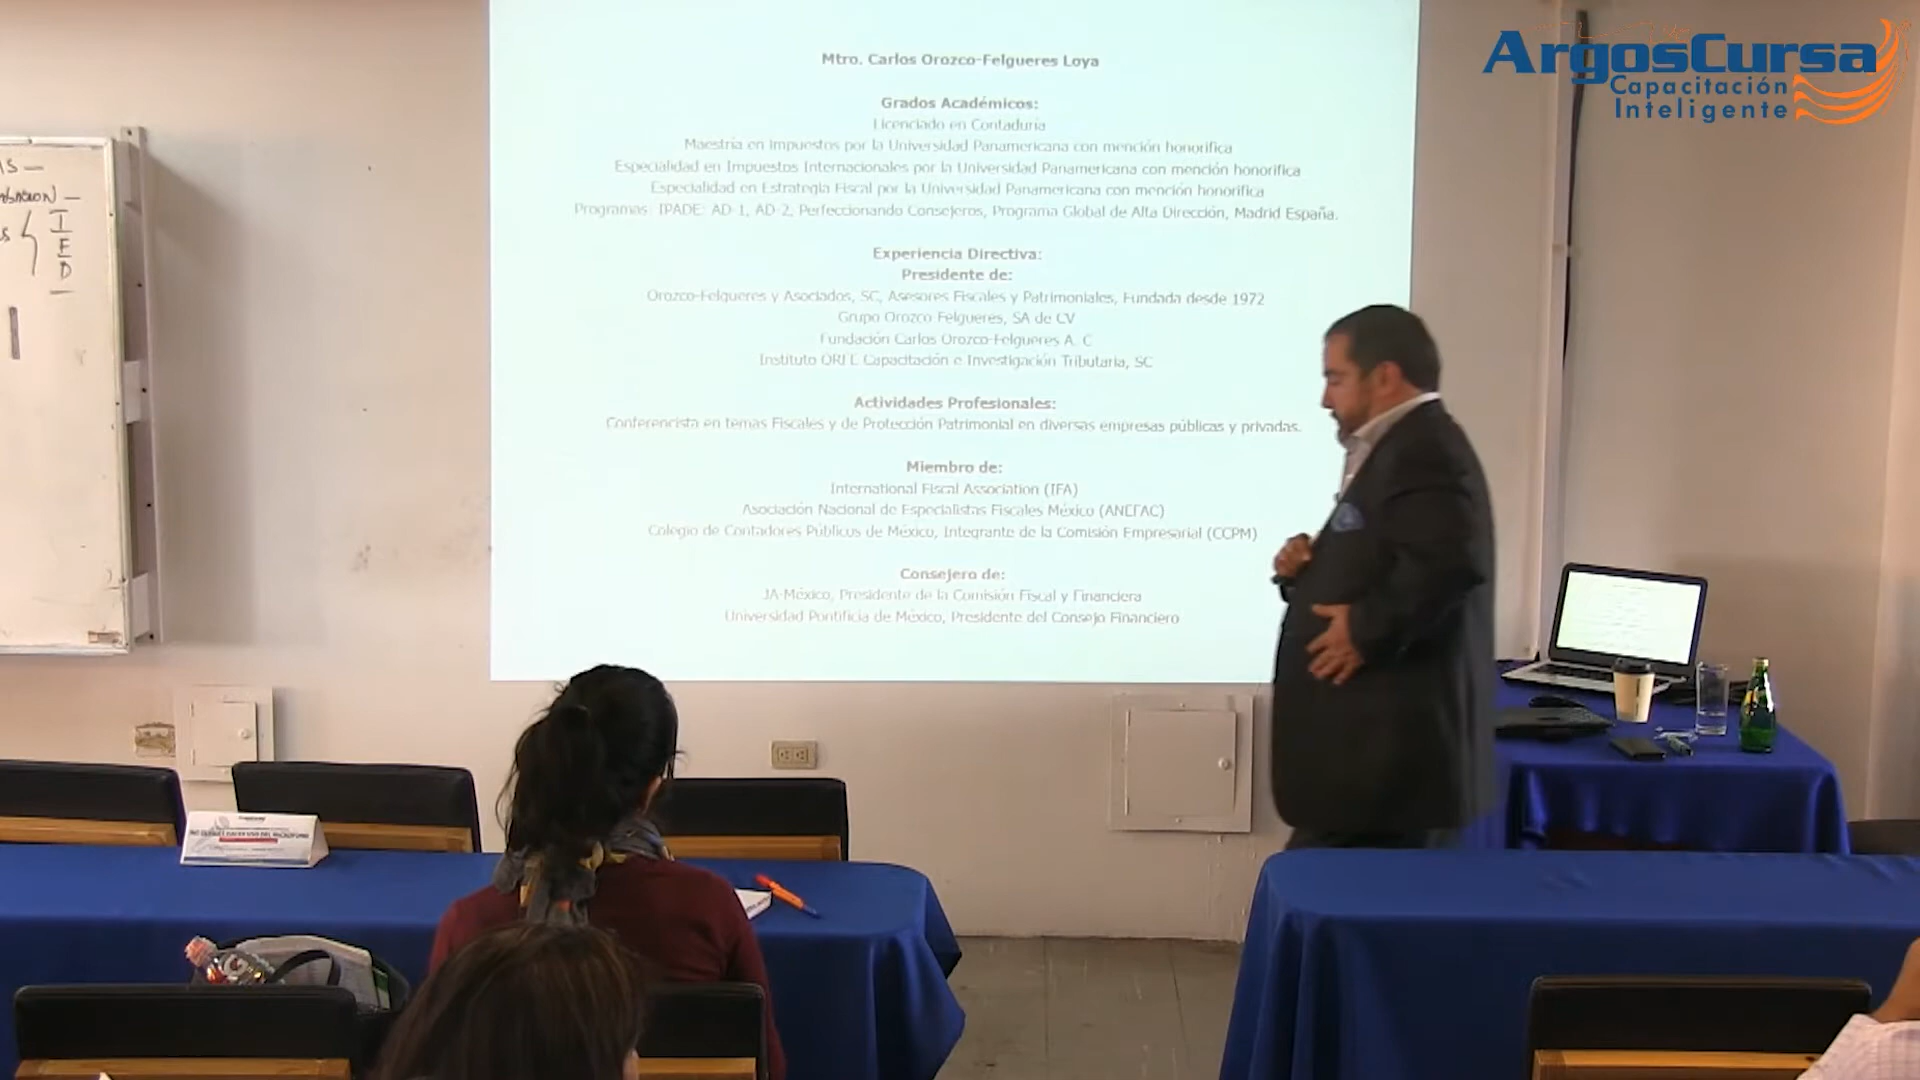 ArgosCursa
Capacitación
Inteligente
Mtro. Carlos Orozco-Felgueres Loya
Grados Académicos:
Licenciado en Contaduría
Maestría en Impuestos por la Universidad Panamericana con mención honorifica
Especialidad en Impuestos Internacionales por la Universidad Panamericana con mención honorifica
Especialidad en Estrategia Fiscal por la Universidad Panamericana con mención honorifica
Programas: IPADE: AD-1, AD-2, Perfeccionando Consejeros, Programa Global de Alta Dirección, Madrid España.
Experiencia Directiva:
Presidente de:
Orozco-Felgueres y Asociados, SC, Asesores Fiscales y Patrimoniales, Fundada desde 1972
Grupo Orozco Felgueres, SA de CV
Fundación Carlos Orozco-Felgueres A. C
Instituto OREL Capacitación e Investigación Tributaria, SC
Actividades Profesionales:
Conferencista en temas Fiscales y de Protección Patrimonial en diversas empresas públicas y privadas.
Miembro de:
International Fiscal Association (IFA)
Asociación Nacional de Especialistas Fiscales México (ANEFAC)
Colegio de Contadores Públicos de México, Integrante de la Comisión Empresarial (CCPM)
Consejero de:
JA-México, Presidente de la Comisión Fiscal y Financiera
Universidad Pontificia de México, Presidente del Consejo Financiero
I
E
D
G